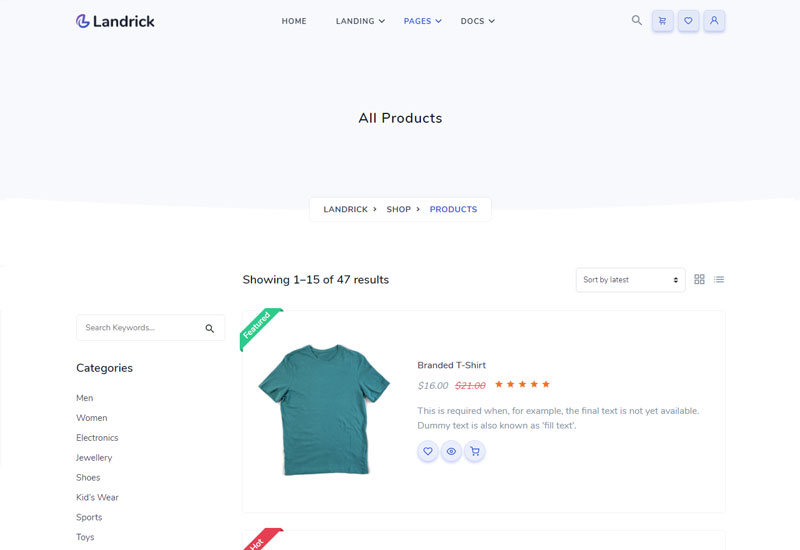 Landrick
HOME LANDING PAGES DOCS
All Products
LANDRICK > SHOP > PRODUCTS
Showing 1–15 of 47 results
Sort by latest
Search Keywords...
Categories
Men
Women
Electronics
Jewellery
Shoes
Kid's Wear
Sports
Toys
Featured
Branded T-Shirt
$16.00 $21.00
This is required when, for example, the final text is not yet available.
Dummy text is also known as 'fill text'.
Hot